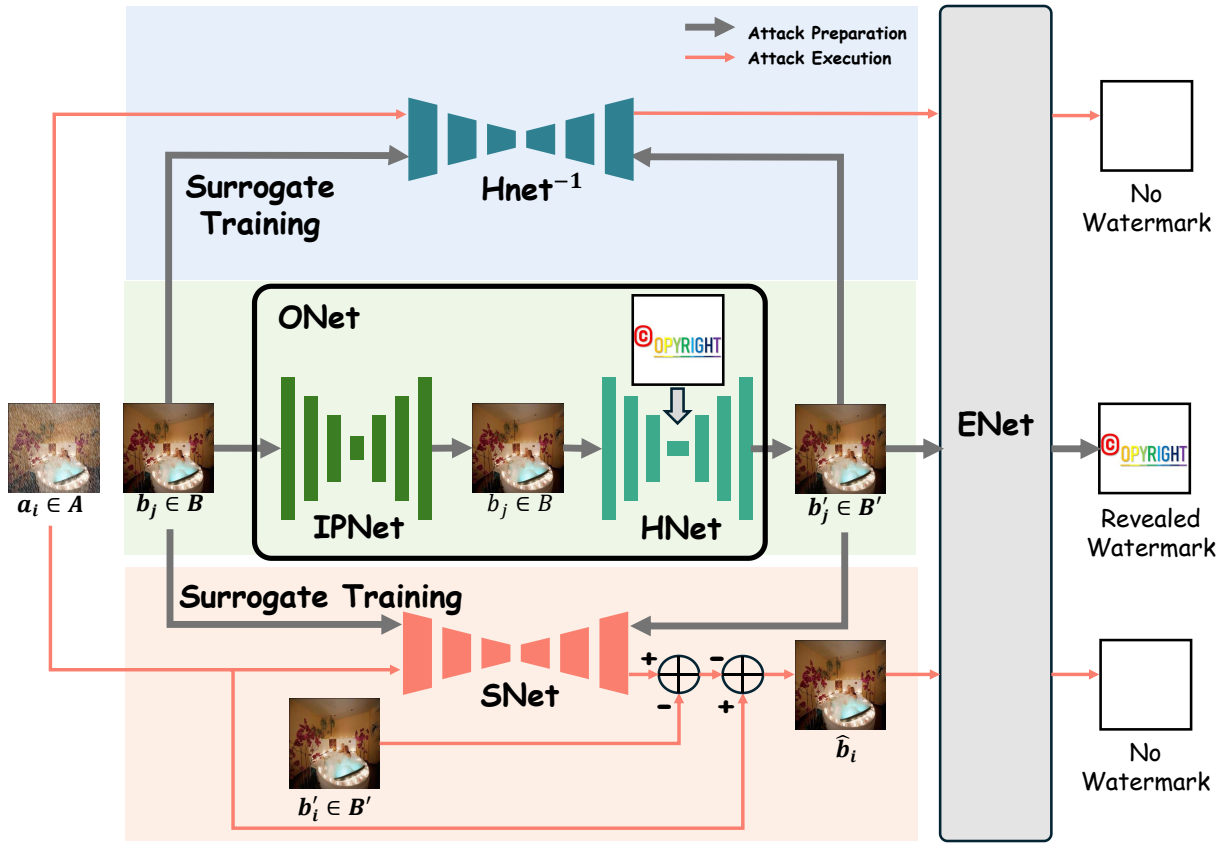 Attack Preparation
Attack Execution
Hnet⁻¹
Surrogate
Training
No
Watermark
ONet
©OPYRIGHT
IPNet
HNet
ENet
©OPYRIGHT
aᵢ ∈ A
bⱼ ∈ B
bⱼ ∈ B
b′ⱼ ∈ B′
Revealed
Watermark
Surrogate Training
SNet
+
-
-
+
b′ᵢ ∈ B′
b̂ᵢ
No
Watermark